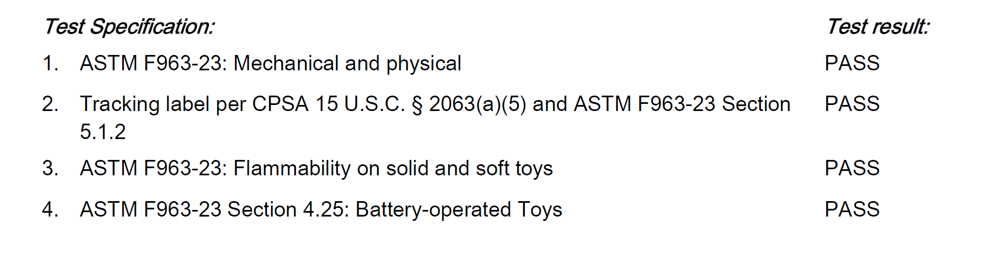 Test Specification: Test result:
1. ASTM F963-23: Mechanical and physical PASS
2. Tracking label per CPSA 15 U.S.C. § 2063(a)(5) and ASTM F963-23 Section PASS
5.1.2
3. ASTM F963-23: Flammability on solid and soft toys PASS
4. ASTM F963-23 Section 4.25: Battery-operated Toys PASS